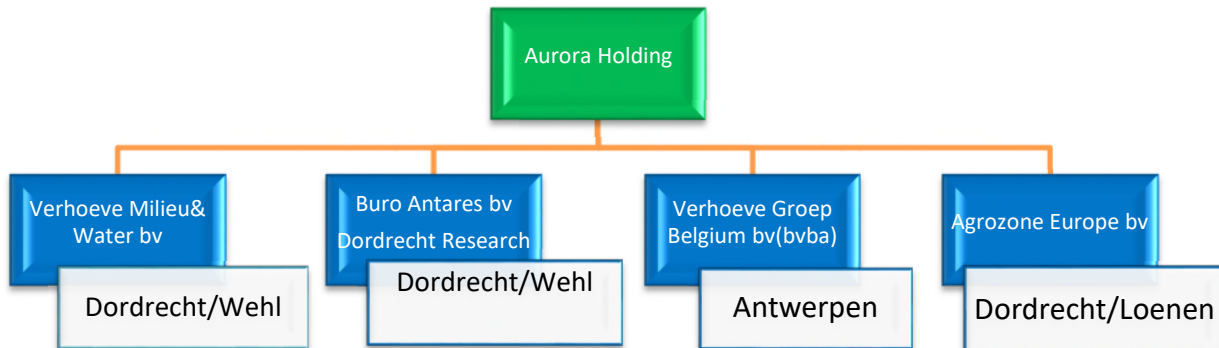 Aurora Holding
Verhoeve Milieu&
Water bv
Dordrecht/Wehl
Buro Antares bv
Dordrecht Research
Dordrecht/Wehl
Verhoeve Groep
Belgium bv(bvba)
Antwerpen
Agrozone Europe bv
Dordrecht/Loenen